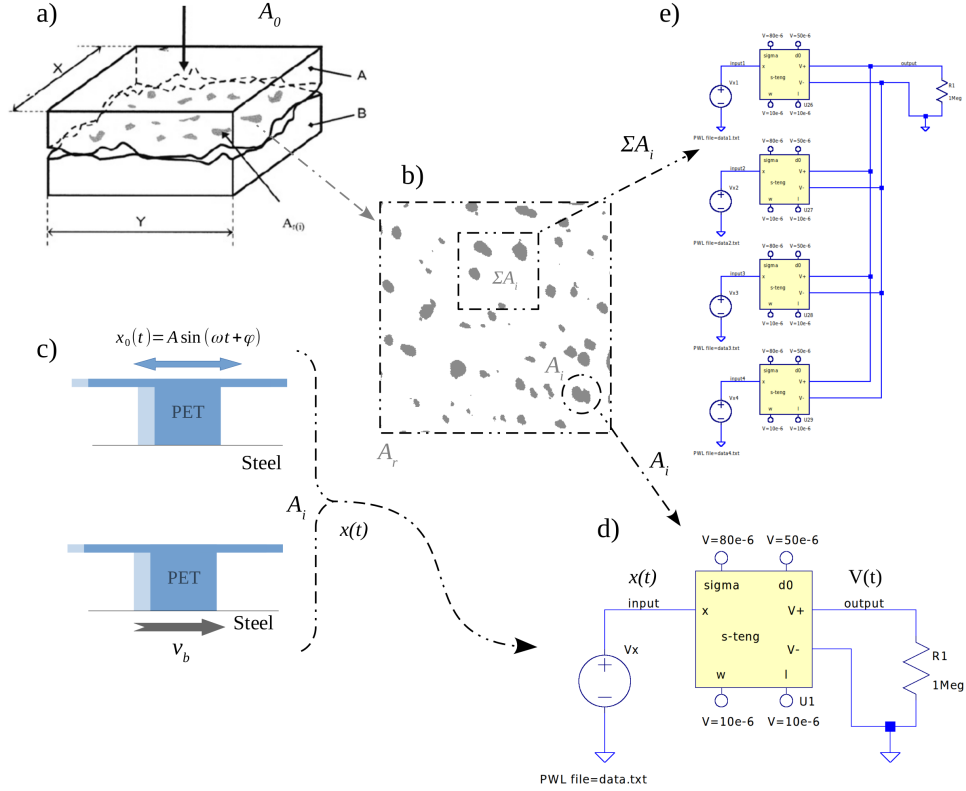 a)
A₀
X
A
B
Y
Aᵣ₍ᵢ₎
b)
ΣAᵢ
Aᵢ
Aᵣ
ΣAᵢ
Aᵢ
c)
x₀(t)=A sin(ωt+φ)
PET
Steel
PET
Steel
v_b
Aᵢ
x(t)
d)
V=80e-6 V=50e-6
x(t)
V(t)
sigma d0
input
x
V+
output
s-teng
V-
Vx
R1
1Meg
w
l
U1
V=10e-6 V=10e-6
PWL file=data.txt
e)
V=80e-6 V=50e-6
sigma d0
input1
x
V+
output
s-teng
V-
Vx1
R1
1Meg
w
l
U26
V=10e-6 V=10e-6
PWL file=data1.txt
V=80e-6 V=50e-6
sigma d0
input2
x
V+
s-teng
V-
Vx2
w
l
U27
V=10e-6 V=10e-6
PWL file=data2.txt
V=80e-6 V=50e-6
sigma d0
input3
x
V+
s-teng
V-
Vx3
w
l
U28
V=10e-6 V=10e-6
PWL file=data3.txt
V=80e-6 V=50e-6
sigma d0
input4
x
V+
s-teng
V-
Vx4
w
l
U29
V=10e-6 V=10e-6
PWL file=data4.txt